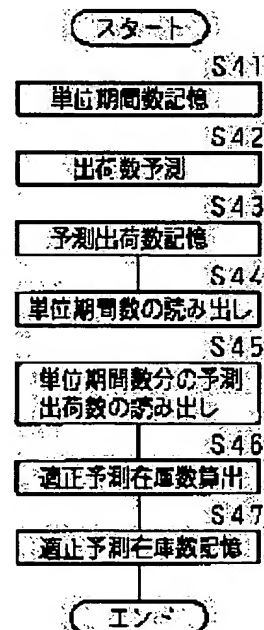 スタート
S41
単位期間数記憶
S42
出荷数予測
S43
予測出荷数記憶
S44
単位期間数の読み出し
S45
単位期間数分の予測
出荷数の読み出し
S46
適正予測在庫数算出
S47
適正予測在庫数記憶
エンド